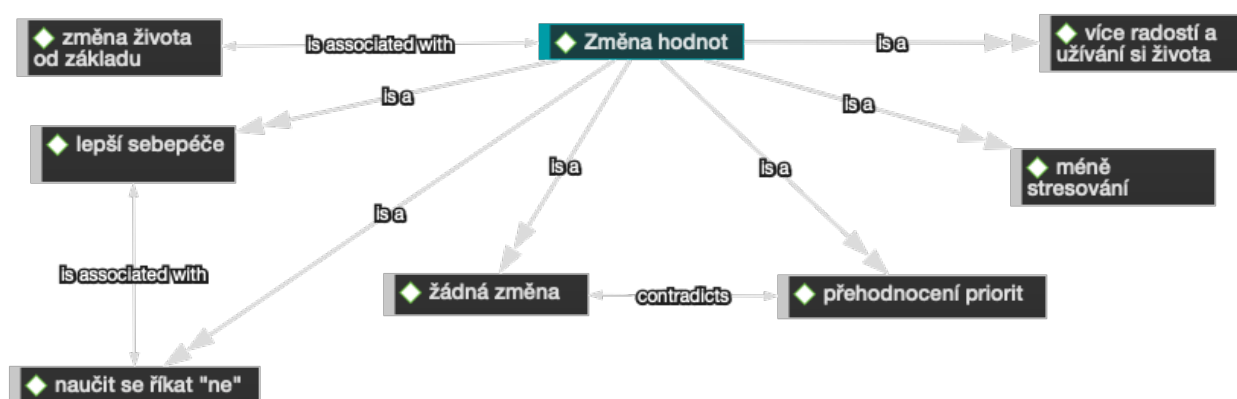 změna života
od základu
is associated with
Změna hodnot
is a
více radostí a
užívání si života
is a
lepší sebepéče
is a
méně
stresování
is a
is a
is a
is associated with
žádná změna
contradicts
přehodnocení priorit
naučit se říkat "ne"